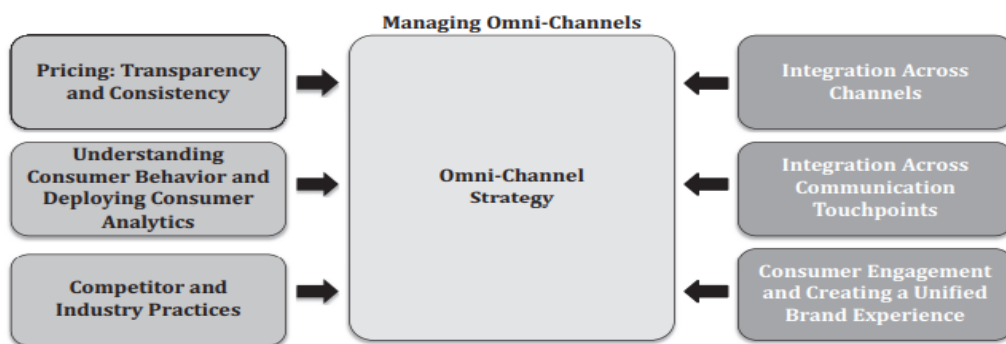 Managing Omni-Channels
Pricing: Transparency
and Consistency
Understanding
Consumer Behavior and
Deploying Consumer
Analytics
Competitor and
Industry Practices
Omni-Channel
Strategy
Integration Across
Channels
Integration Across
Communication
Touchpoints
Consumer Engagement
and Creating a Unified
Brand Experience